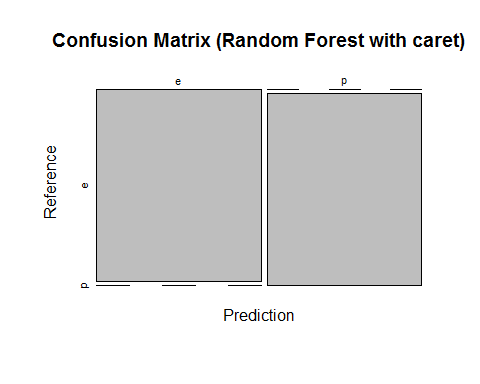 Confusion Matrix (Random Forest with caret)
e
p
Reference
e
p
Prediction